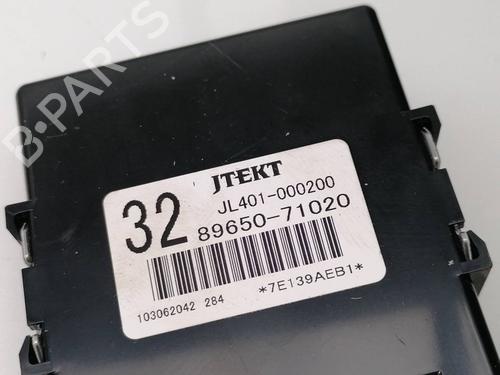 B-PARTS
JTEKT
32
JL401-000200
89650-71020
103062042 284
*7E139AEB1*